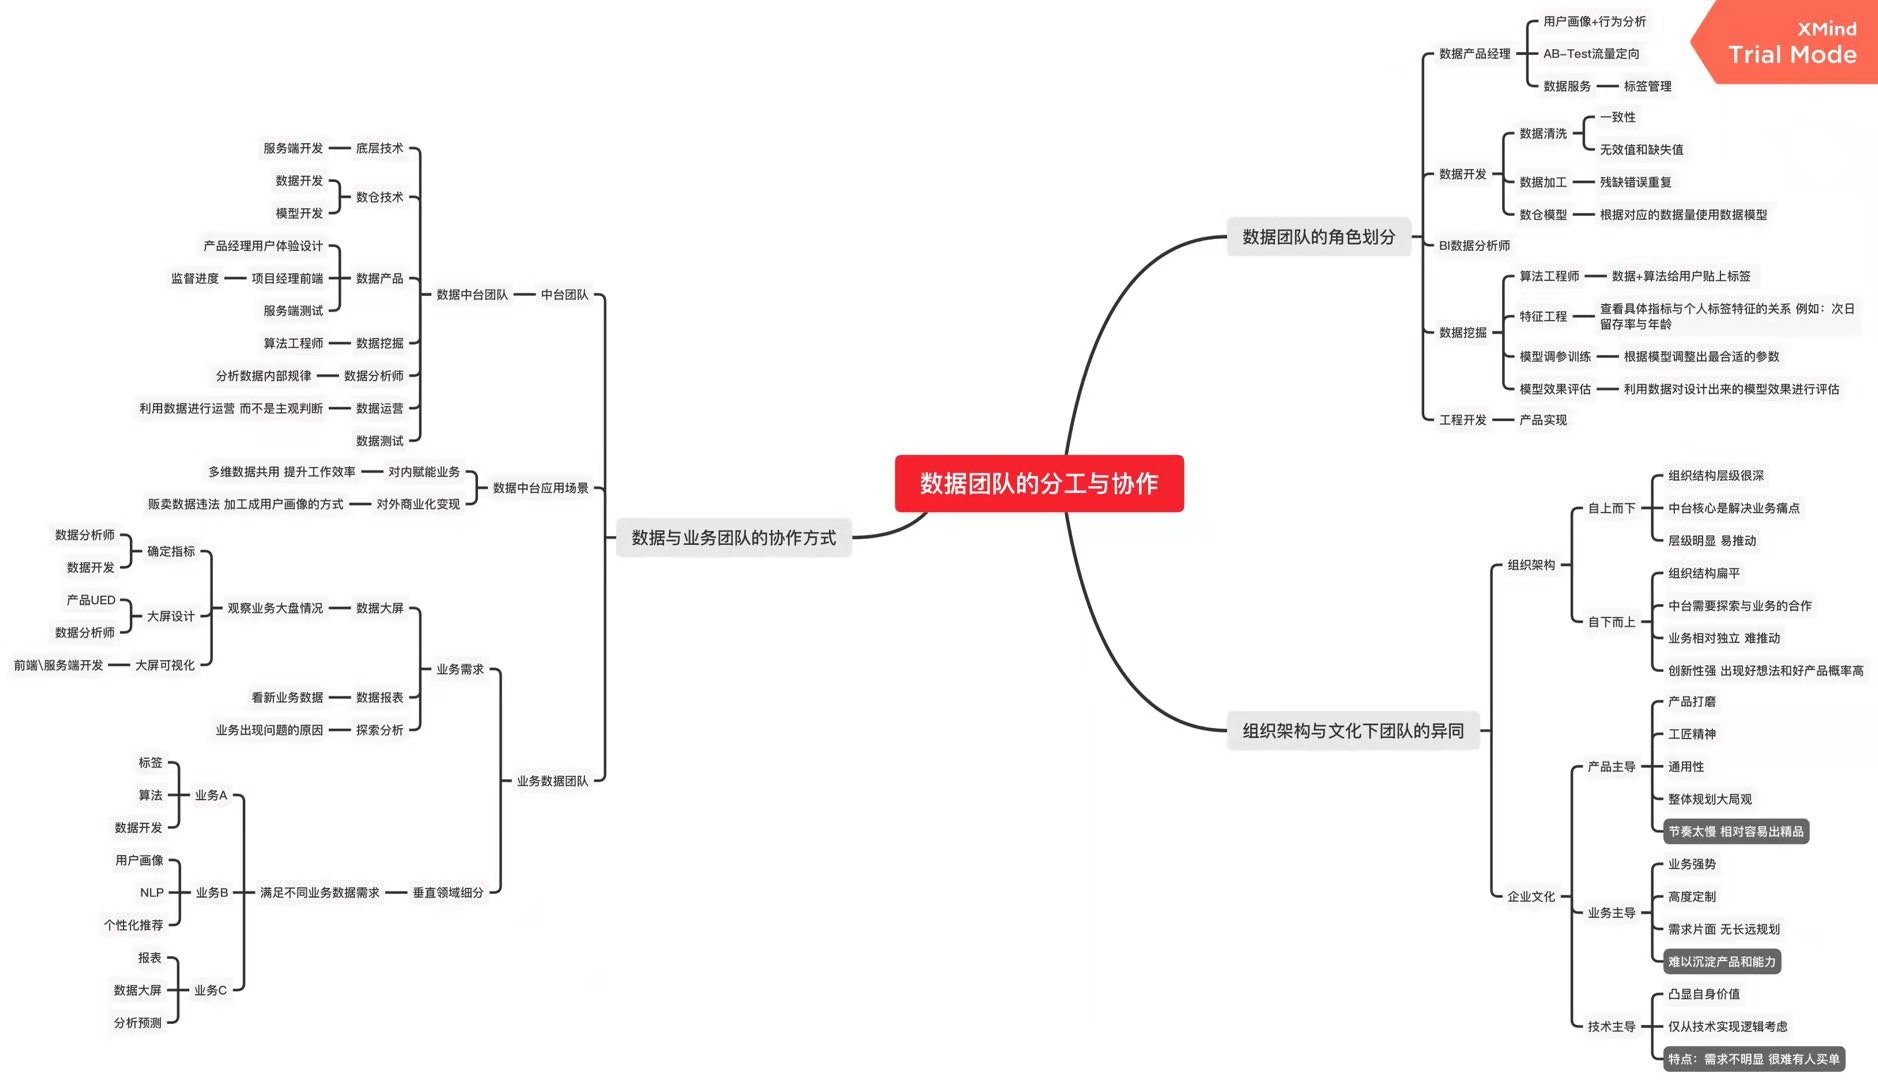 XMind
Trial Mode
数据团队的分工与协作
数据团队的角色划分
数据产品经理
用户画像+行为分析
AB-Test流量定向
数据服务
标签管理
数据开发
数据清洗
一致性
无效值和缺失值
数据加工
残缺错误重复
数仓模型
根据对应的数据量使用数据模型
BI数据分析师
数据挖掘
算法工程师
数据+算法给用户贴上标签
特征工程
查看具体指标与个人标签特征的关系 例如：次日
留存率与年龄
模型调参训练
根据模型调整出最合适的参数
模型效果评估
利用数据对设计出来的模型效果进行评估
工程开发
产品实现
组织架构与文化下团队的异同
组织架构
自上而下
组织结构层级很深
中台核心是解决业务痛点
层级明显 易推动
自下而上
组织结构扁平
中台需要探索与业务的合作
业务相对独立 难推动
创新性强 出现好想法和好产品概率高
企业文化
产品主导
产品打磨
工匠精神
通用性
整体规划大局观
节奏太慢 相对容易出精品
业务主导
业务强势
高度定制
需求片面 无长远规划
难以沉淀产品和能力
技术主导
凸显自身价值
仅从技术实现逻辑考虑
特点：需求不明显 很难有人买单
数据与业务团队的协作方式
中台团队
数据中台团队
底层技术
服务端开发
数仓技术
数据开发
模型开发
数据产品
产品经理用户体验设计
项目经理前端
监督进度
服务端测试
数据挖掘
算法工程师
数据分析师
分析数据内部规律
数据运营
利用数据进行运营 而不是主观判断
数据测试
数据中台应用场景
对内赋能业务
多维数据共用 提升工作效率
对外商业化变现
贩卖数据违法 加工成用户画像的方式
业务数据团队
业务需求
数据大屏
观察业务大盘情况
确定指标
数据分析师
数据开发
大屏设计
产品UED
数据分析师
大屏可视化
前端\服务端开发
数据报表
看新业务数据
探索分析
业务出现问题的原因
垂直领域细分
满足不同业务数据需求
业务A
标签
算法
数据开发
业务B
用户画像
NLP
个性化推荐
业务C
报表
数据大屏
分析预测